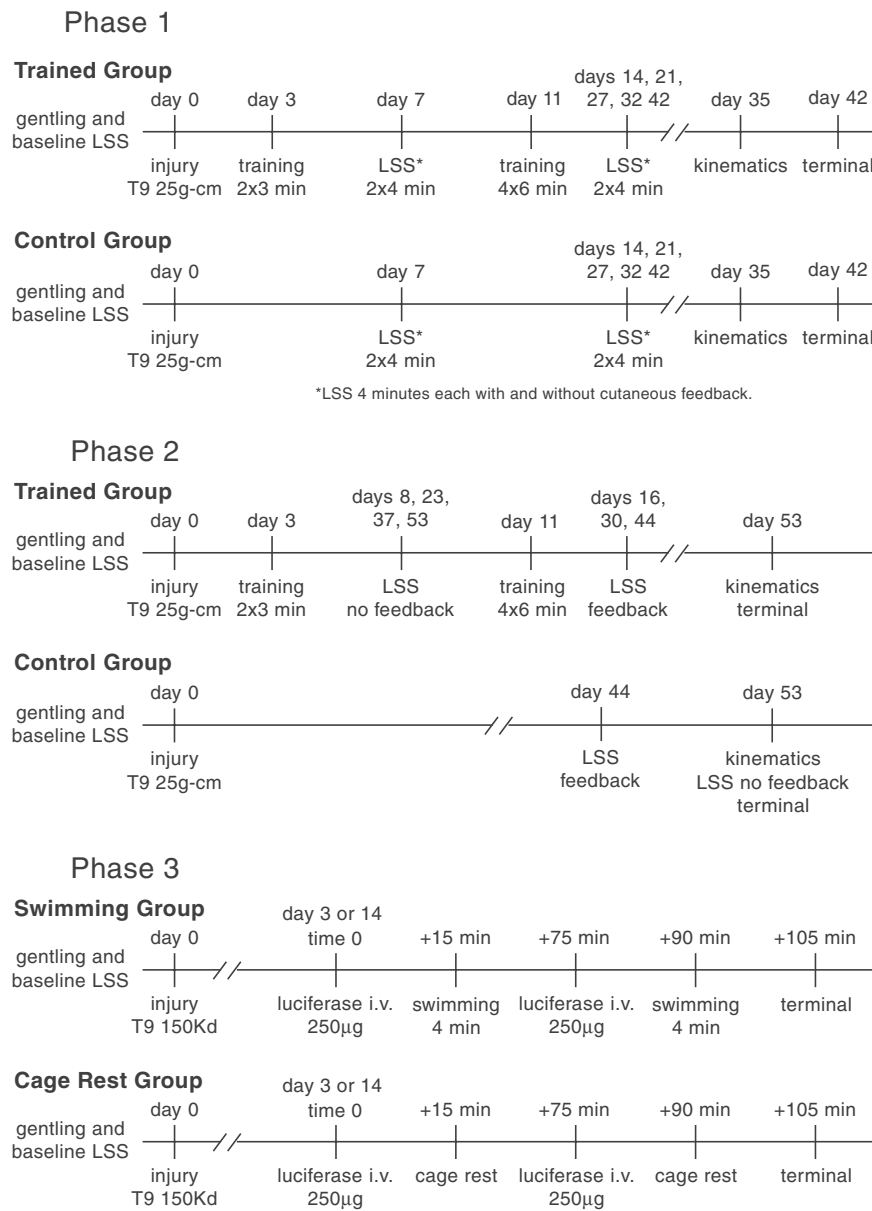 Phase 1
Trained Group
days 14, 21,
day 0 day 3 day 7 day 11 27, 32 42 day 35 day 42
gentling and
baseline LSS
injury training LSS* training LSS* kinematics terminal
T9 25g-cm 2x3 min 2x4 min 4x6 min 2x4 min
Control Group
days 14, 21,
day 0 day 7 27, 32 42 day 35 day 42
gentling and
baseline LSS
injury LSS* LSS* kinematics terminal
T9 25g-cm 2x4 min 2x4 min
*LSS 4 minutes each with and without cutaneous feedback.
Phase 2
Trained Group
days 8, 23, days 16,
day 0 day 3 37, 53 day 11 30, 44 day 53
gentling and
baseline LSS
injury training LSS training LSS kinematics
T9 25g-cm 2x3 min no feedback 4x6 min feedback terminal
Control Group
day 0 day 44 day 53
gentling and
baseline LSS
injury LSS kinematics
T9 25g-cm feedback LSS no feedback
terminal
Phase 3
Swimming Group
day 3 or 14
day 0 time 0 +15 min +75 min +90 min +105 min
gentling and
baseline LSS
injury luciferase i.v. swimming luciferase i.v. swimming terminal
T9 150Kd 250μg 4 min 250μg 4 min
Cage Rest Group
day 3 or 14
day 0 time 0 +15 min +75 min +90 min +105 min
gentling and
baseline LSS
injury luciferase i.v. cage rest luciferase i.v. cage rest terminal
T9 150Kd 250μg 250μg